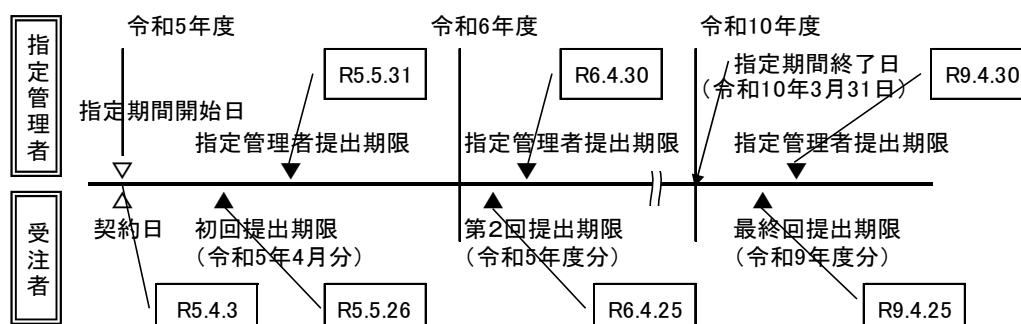 令和5年度
令和6年度
令和10年度
指定管理者
R5.5.31
R6.4.30
指定期間終了日
（令和10年3月31日）
R9.4.30
指定期間開始日
指定管理者提出期限
指定管理者提出期限
指定管理者提出期限
受注者
契約日
初回提出期限
（令和5年4月分）
第2回提出期限
（令和5年度分）
最終回提出期限
（令和9年度分）
R5.4.3
R5.5.26
R6.4.25
R9.4.25